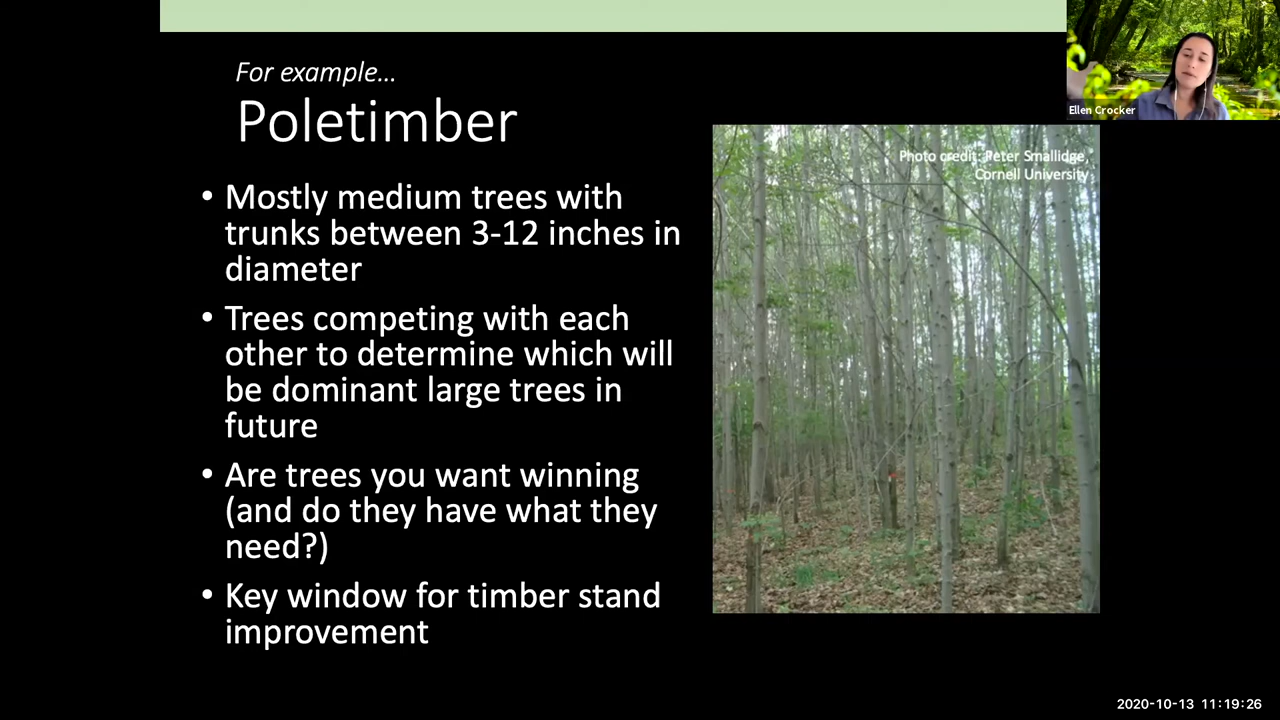 For example...
Poletimber
• Mostly medium trees with
trunks between 3-12 inches in
diameter
• Trees competing with each
other to determine which will
be dominant large trees in
future
• Are trees you want winning
(and do they have what they
need?)
• Key window for timber stand
improvement
Photo credit: Peter Smallidge,
Cornell University
Ellen Crocker
2020-10-13 11:19:26